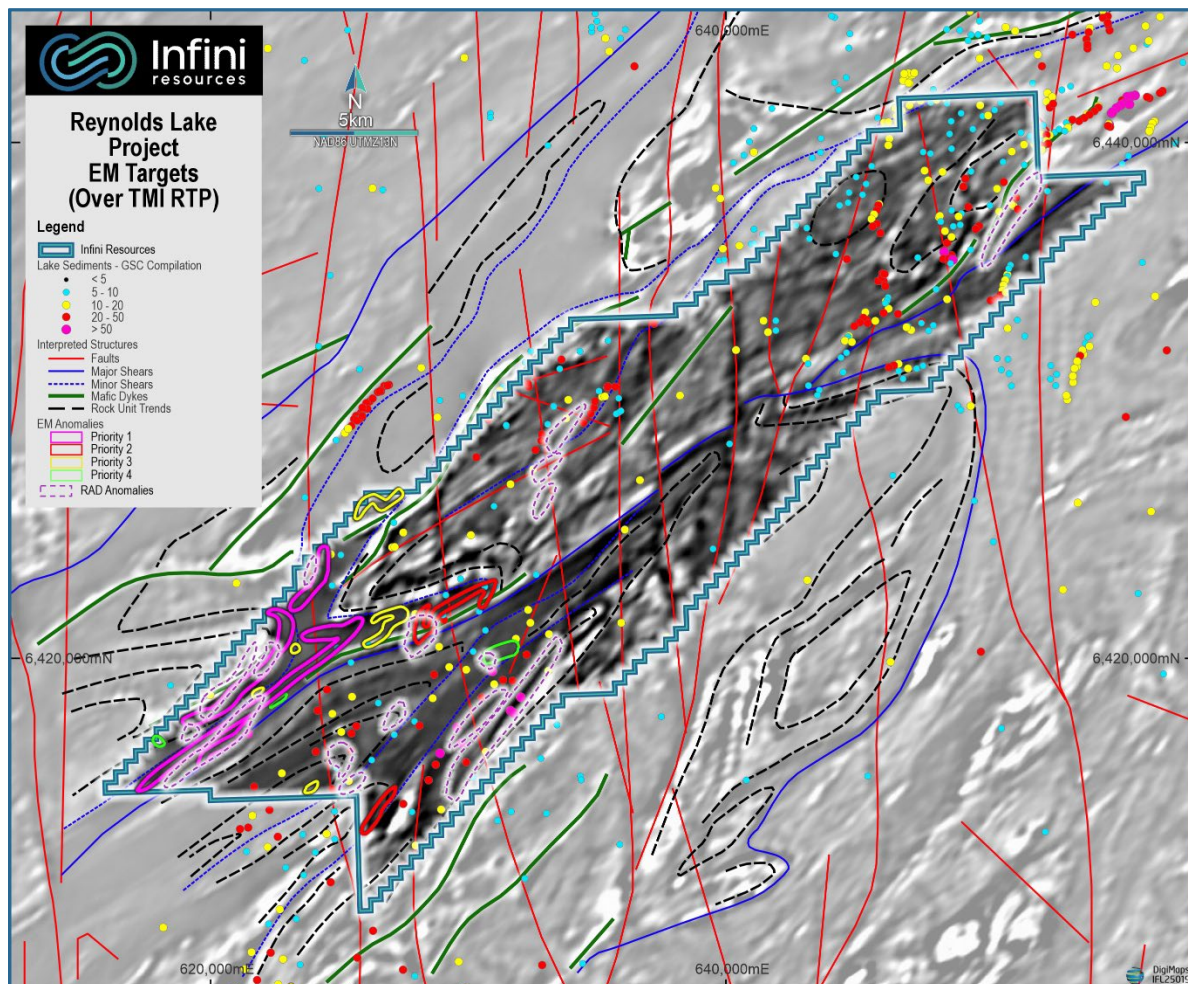 Infini
resources
Reynolds Lake
Project
EM Targets
(Over TMI RTP)
Legend
Infini Resources
Lake Sediments - GSC Compilation
< 5
5 - 10
10 - 20
20 - 50
> 50
Interpreted Structures
Faults
Major Shears
Minor Shears
Mafic Dykes
Rock Unit Trends
EM Anomalies
Priority 1
Priority 2
Priority 3
Priority 4
RAD Anomalies
N
5km
NAD86 UTMZ13N
640,000mE
6,440,000mN
6,420,000mN
6,420,000mN
620,000mE
640,000mE
DigiMaps
IFL25019